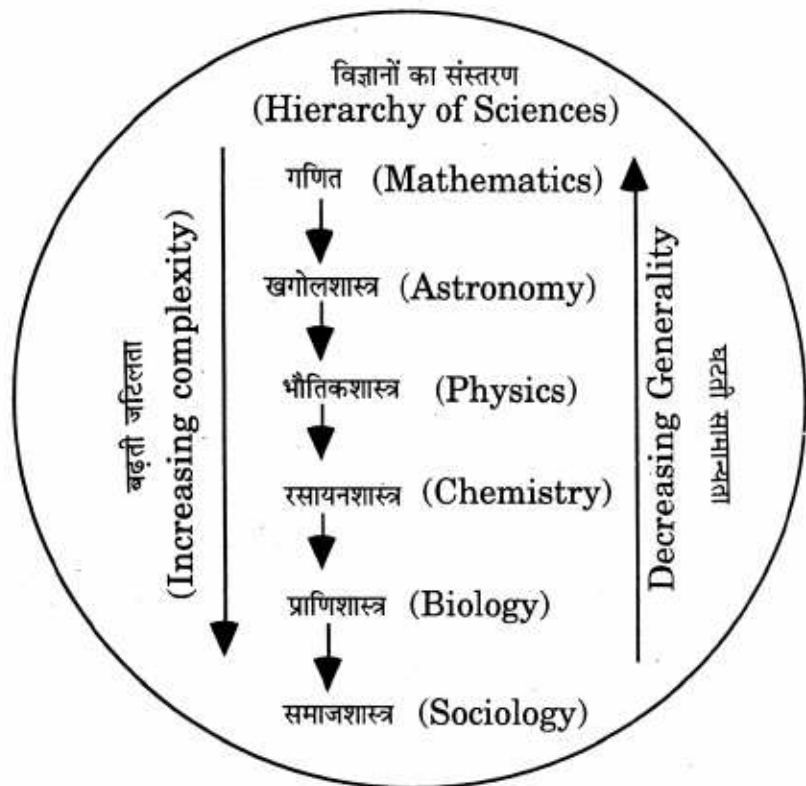 विज्ञानों का संस्तरण
(Hierarchy of Sciences)
गणित (Mathematics)
खगोलशास्त्र (Astronomy)
भौतिकशास्त्र (Physics)
रसायनशास्त्र (Chemistry)
प्राणिशास्त्र (Biology)
समाजशास्त्र (Sociology)
बढ़ती जटिलता
(Increasing complexity)
Decreasing Generality
घटती सामान्यता